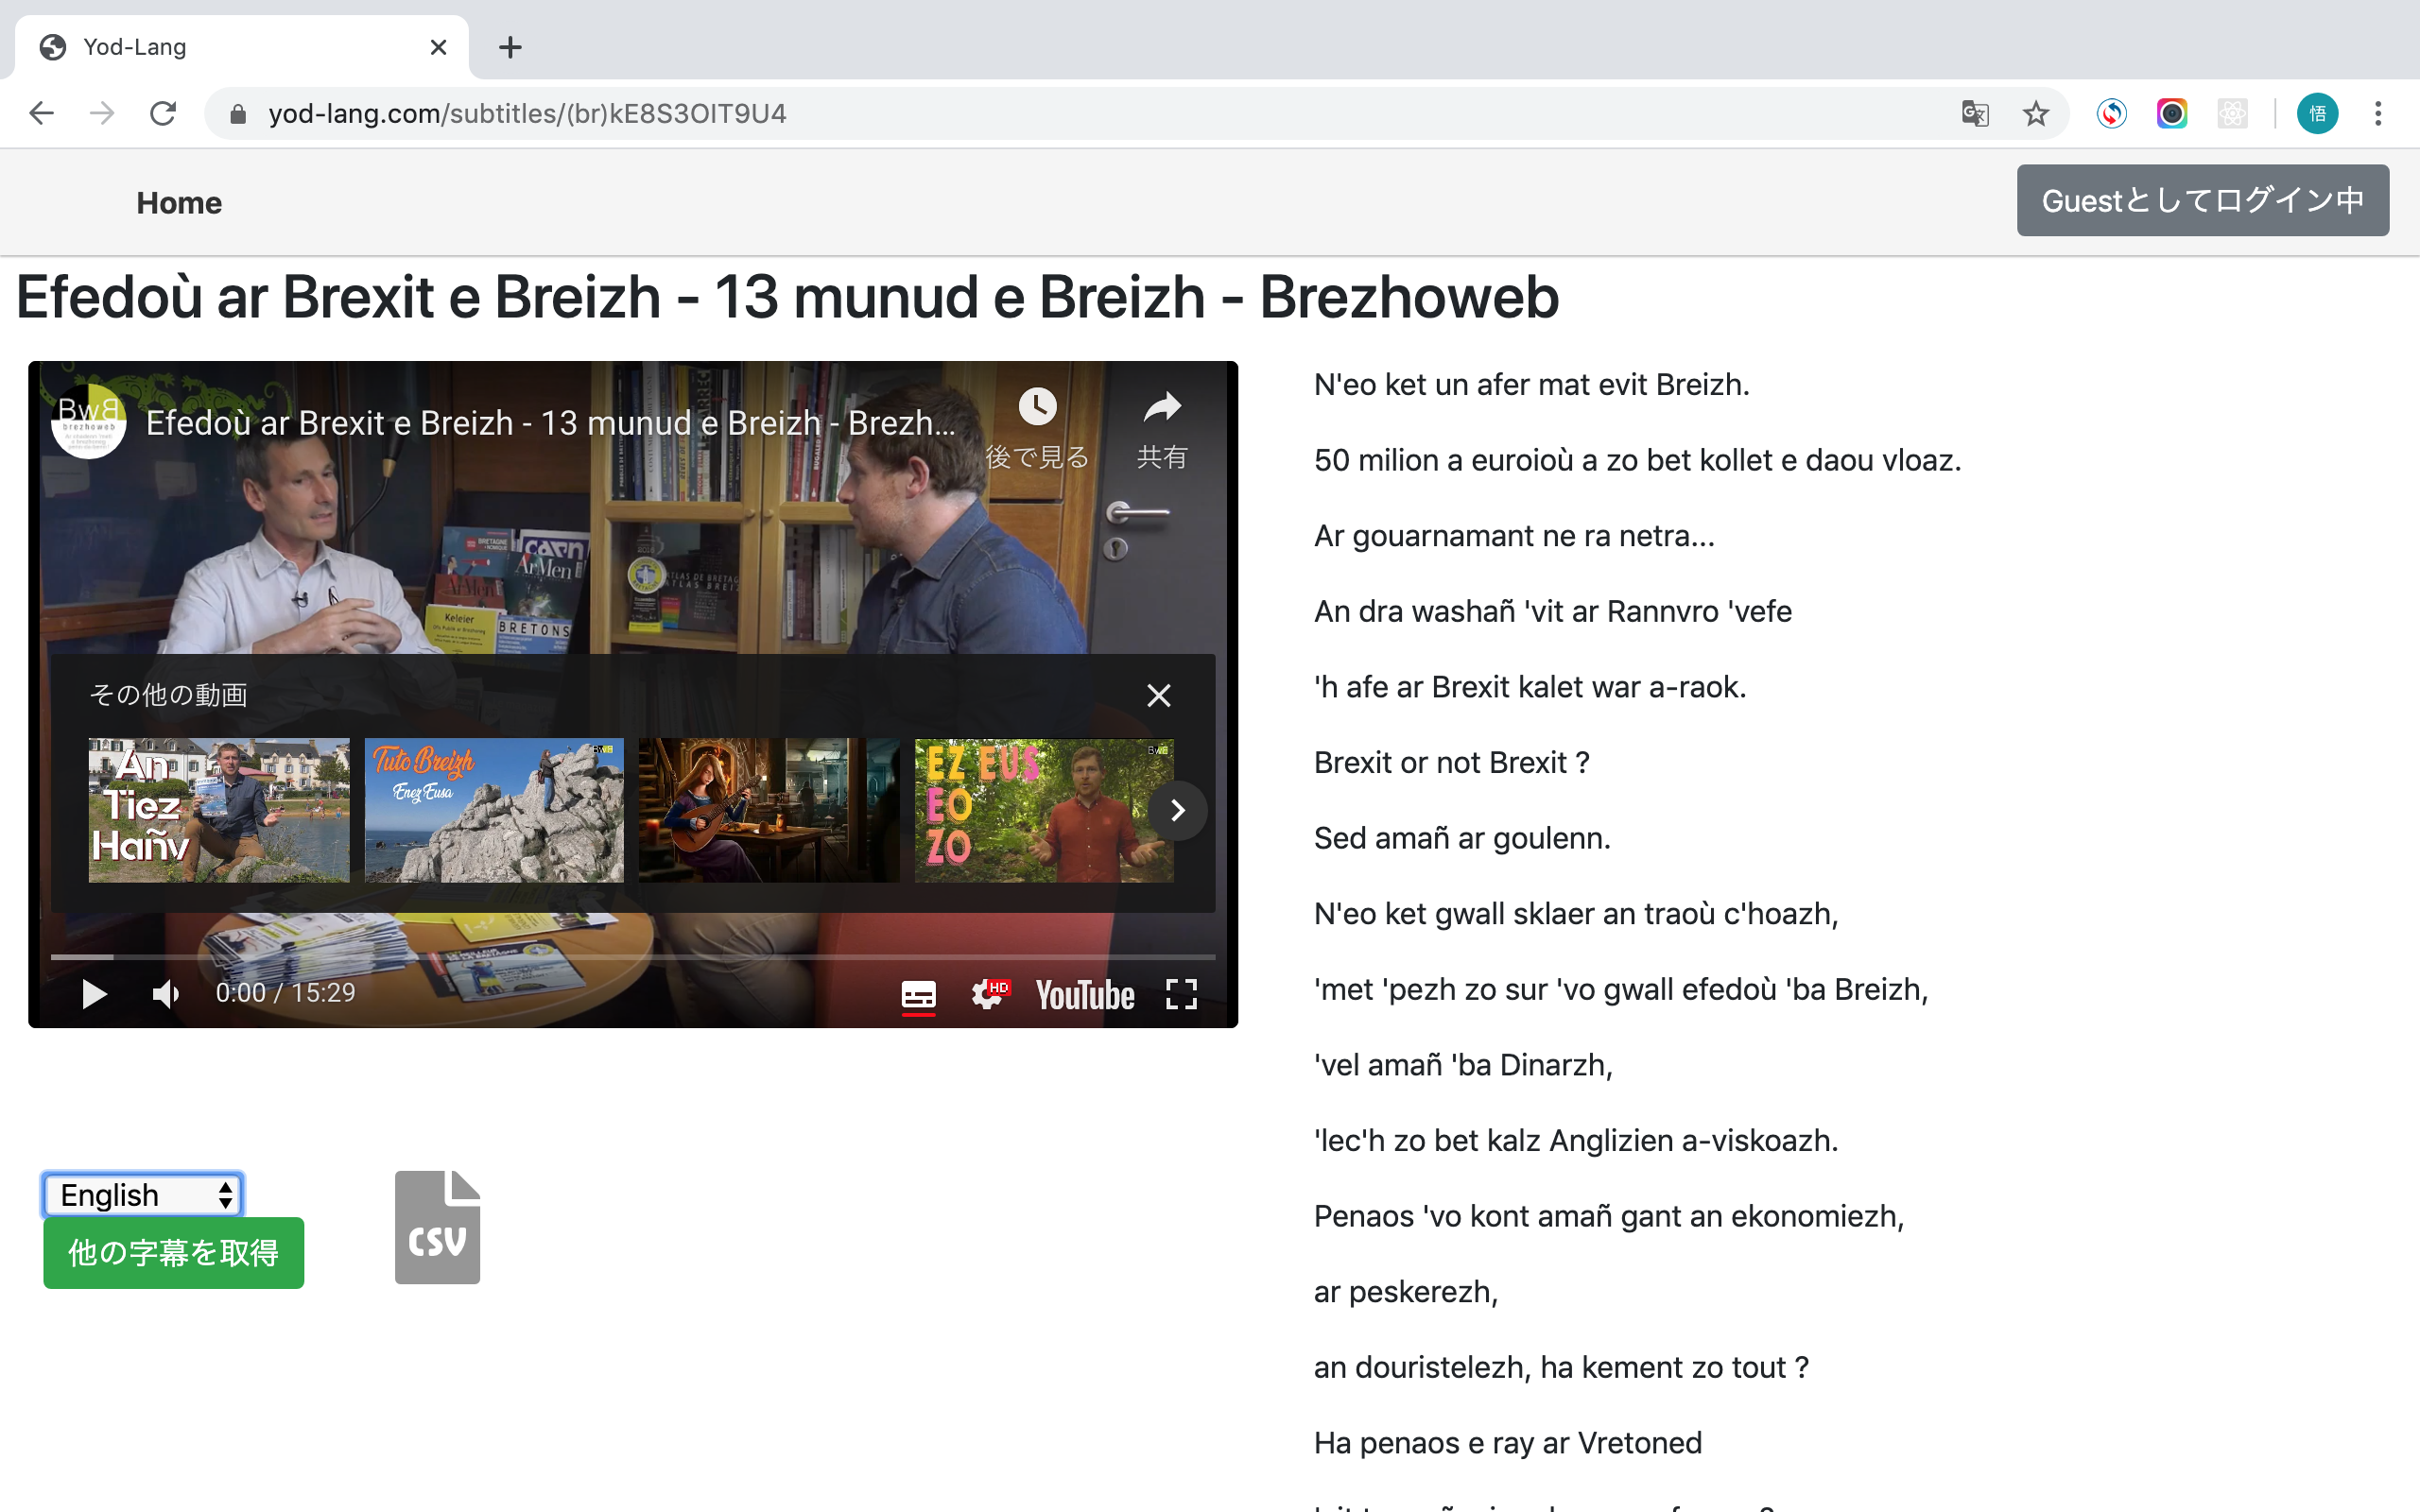 Yod-Lang
yod-lang.com/subtitles/(br)kE8S3OIT9U4
悟
Home
Guestとしてログイン中
Efedoù ar Brexit e Breizh - 13 munud e Breizh - Brezhoweb
BwB
brezhoweb
Efedoù ar Brexit e Breizh - 13 munud e Breizh - Brezh...
後で見る
共有
CARN
ArMen
ArMen
Keleier
BRETONS
その他の動画
An
Tiez
Hañv
Tuto Breizh
Enez Eusa
EZ EUS
EO
ZO
0:00 / 15:29
HD
YouTube
English
他の字幕を取得
CSV
N'eo ket un afer mat evit Breizh.
50 milion a euroioù a zo bet kollet e daou vloaz.
Ar gouarnamant ne ra netra...
An dra washañ 'vit ar Rannvro 'vefe
'h afe ar Brexit kalet war a-raok.
Brexit or not Brexit ?
Sed amañ ar goulenn.
N'eo ket gwall sklaer an traoù c'hoazh,
'met 'pezh zo sur 'vo gwall efedoù 'ba Breizh,
'vel amañ 'ba Dinarzh,
'lec'h zo bet kalz Anglizien a-viskoazh.
Penaos 'vo kont amañ gant an ekonomiezh,
ar peskerezh,
an douristelezh, ha kement zo tout ?
Ha penaos e ray ar Vretoned